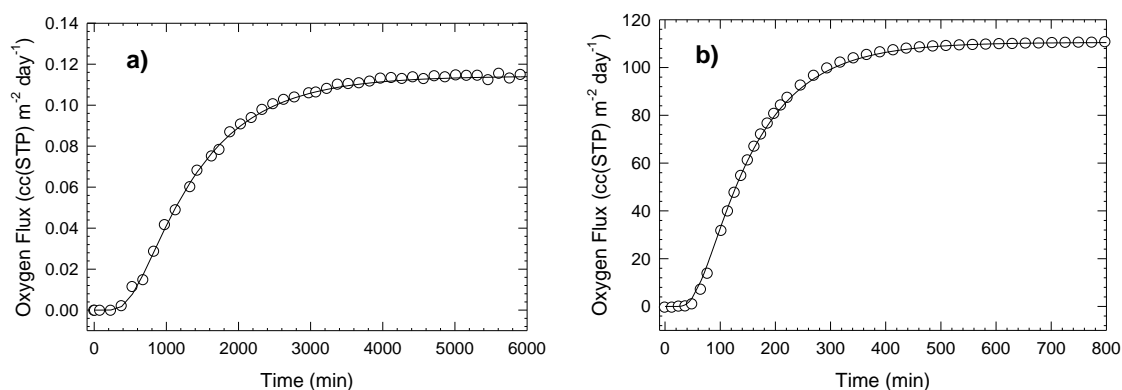 a)
Oxygen Flux (cc(STP) m⁻² day⁻¹)
0.14
0.12
0.10
0.08
0.06
0.04
0.02
0.00
0 1000 2000 3000 4000 5000 6000
Time (min)
b)
Oxygen Flux (cc(STP) m⁻² day⁻¹)
120
100
80
60
40
20
0
0 100 200 300 400 500 600 700 800
Time (min)